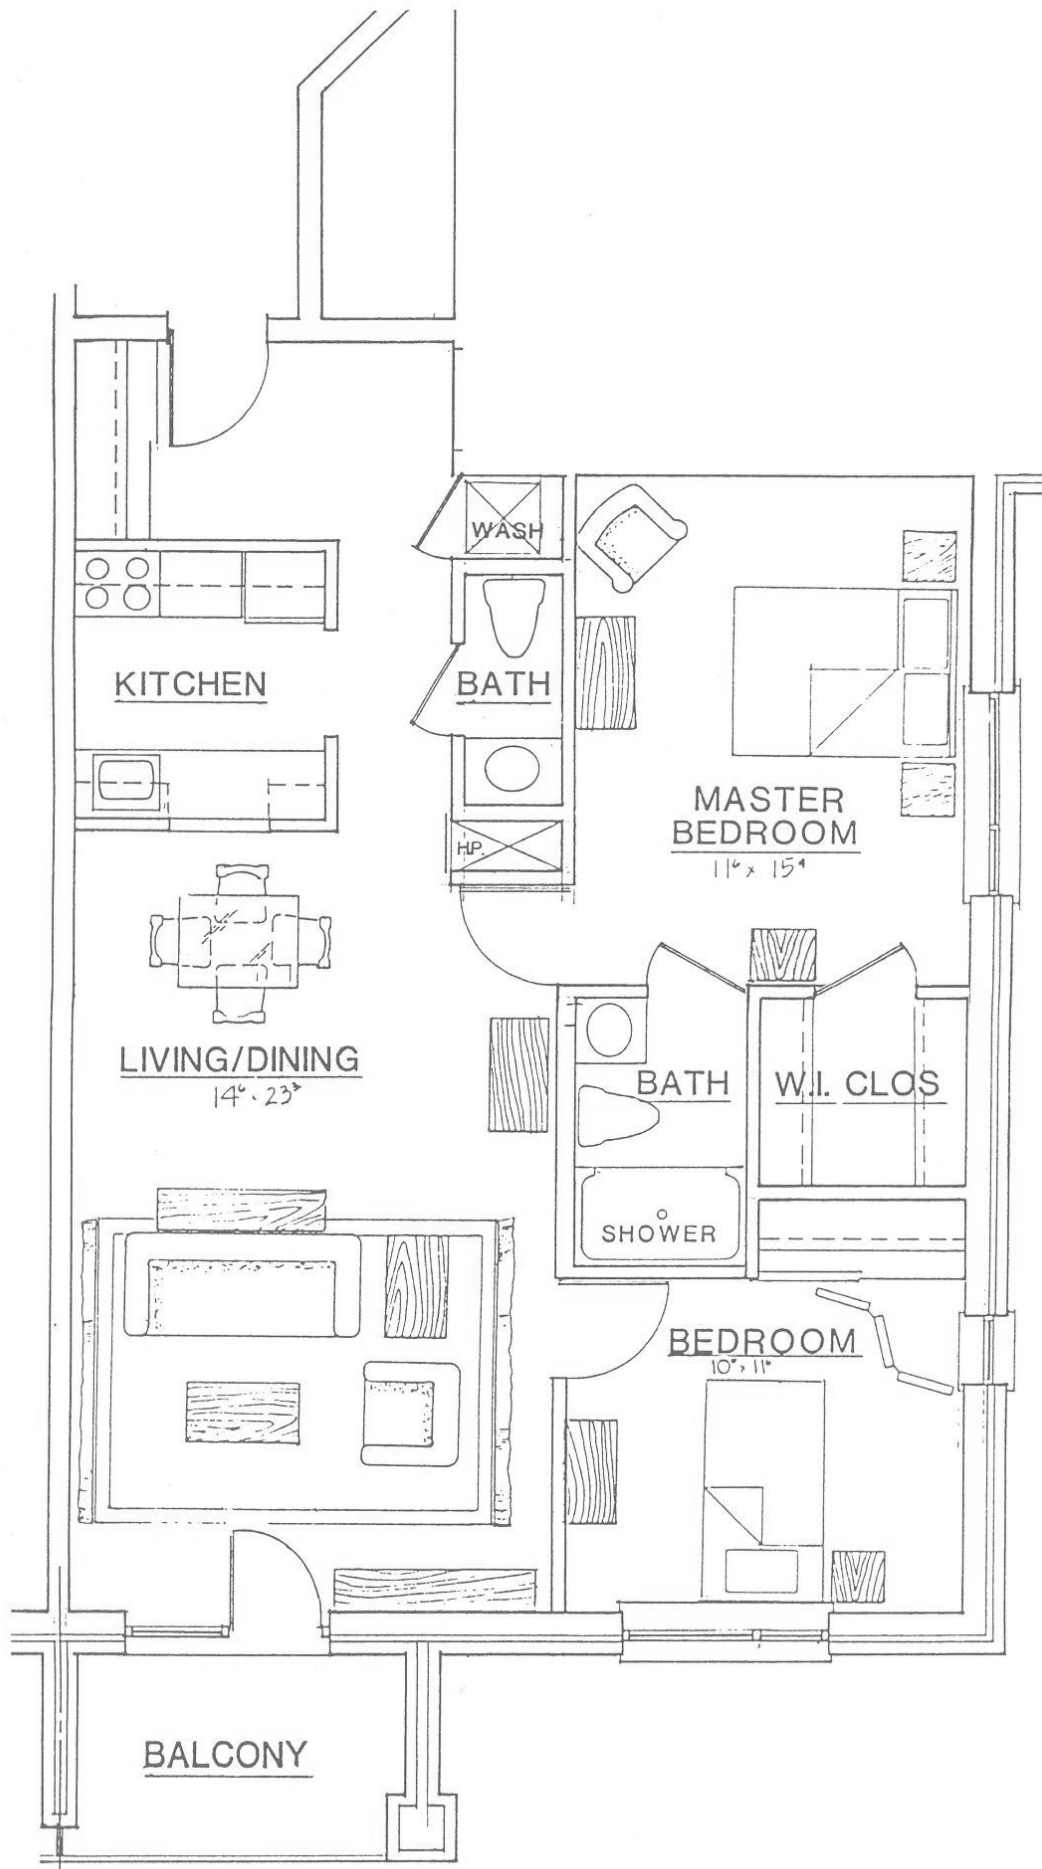 WASH
KITCHEN
BATH
MASTER
BEDROOM
11⁶ x 15⁴
H.P.
LIVING/DINING
14⁶ · 23³
BATH
W.I. CLOS
SHOWER
BEDROOM
10⁰ x 11⁰
BALCONY